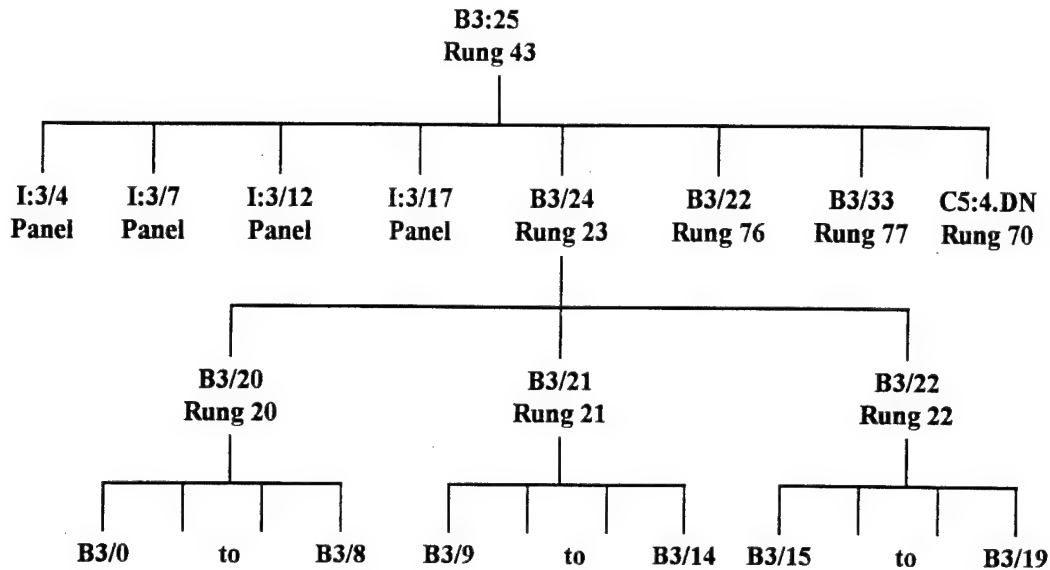 B3:25
Rung 43
I:3/4 I:3/7 I:3/12 I:3/17 B3/24 B3/22 B3/33 C5:4.DN
Panel Panel Panel Panel Rung 23 Rung 76 Rung 77 Rung 70
B3/20 B3/21 B3/22
Rung 20 Rung 21 Rung 22
B3/0 to B3/8 B3/9 to B3/14 B3/15 to B3/19